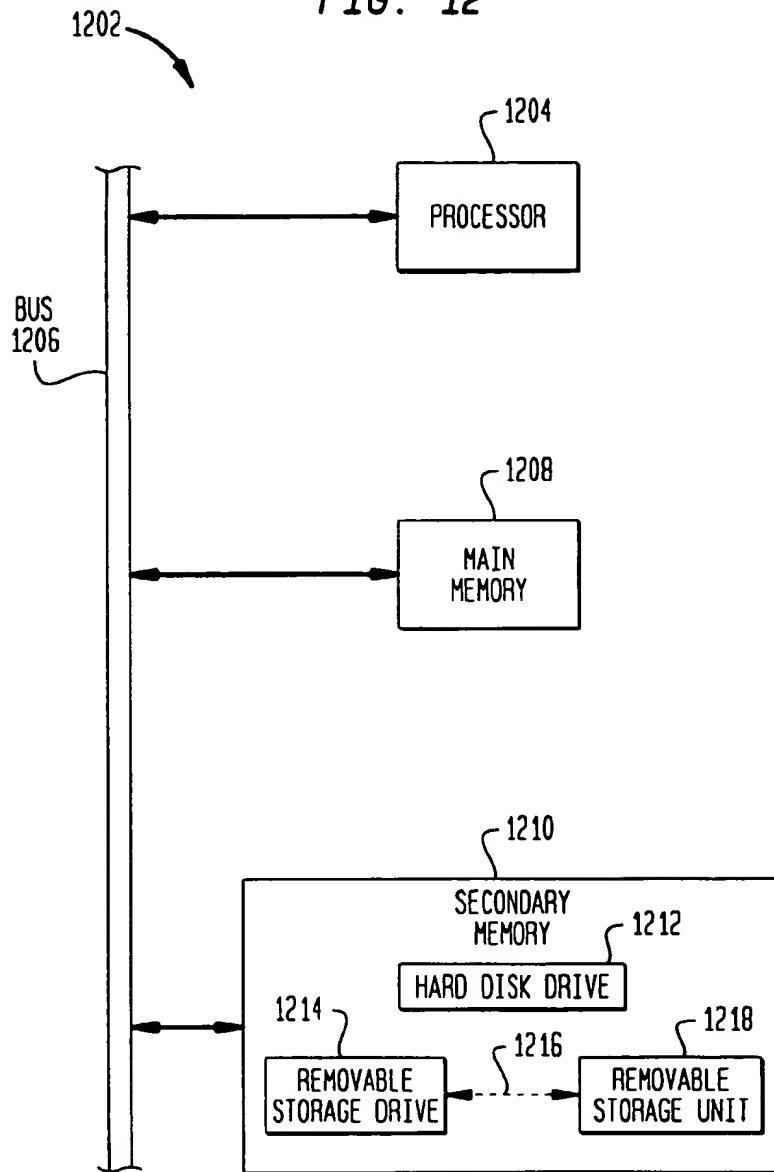 FIG. 12
1202
1204
PROCESSOR
BUS
1206
1208
MAIN
MEMORY
1210
SECONDARY
MEMORY
1212
HARD DISK DRIVE
1214
1216
1218
REMOVABLE
STORAGE DRIVE
REMOVABLE
STORAGE UNIT